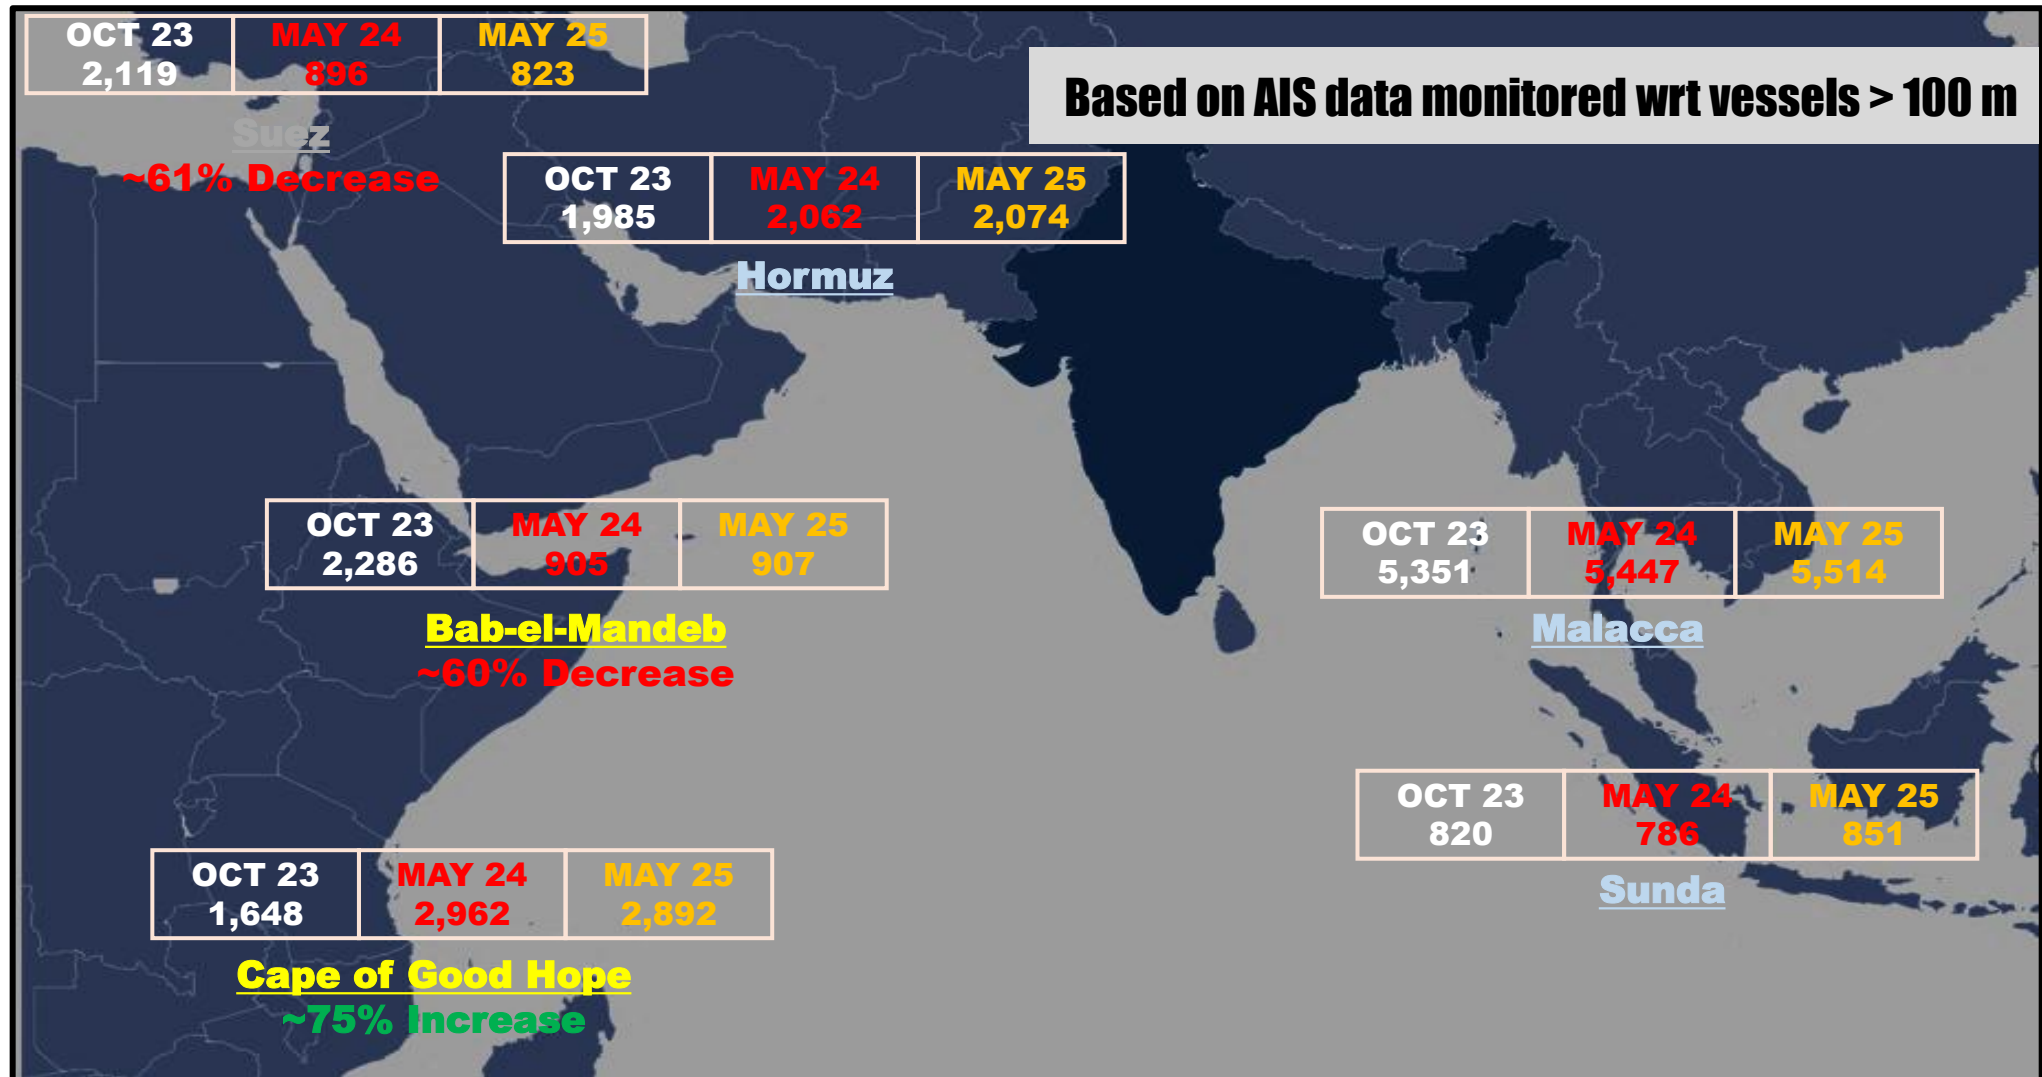 OCT 23 MAY 24 MAY 25
2,119 896 823
Suez
~61% Decrease
Based on AIS data monitored wrt vessels > 100 m
OCT 23 MAY 24 MAY 25
1,985 2,062 2,074
Hormuz
OCT 23 MAY 24 MAY 25
2,286 905 907
Bab-el-Mandeb
~60% Decrease
OCT 23 MAY 24 MAY 25
5,351 5,447 5,514
Malacca
OCT 23 MAY 24 MAY 25
820 786 851
Sunda
OCT 23 MAY 24 MAY 25
1,648 2,962 2,892
Cape of Good Hope
~75% Increase